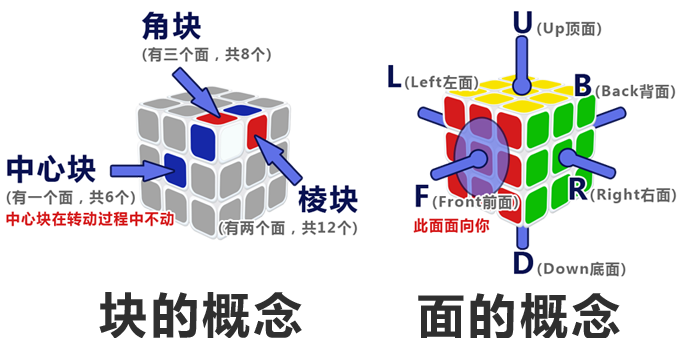 角块
(有三个面，共8个)
中心块
(有一个面，共6个)
中心块在转动过程中不动
棱块
(有两个面，共12个)
块的概念
U(Up顶面)
L(Left左面)
B(Back背面)
F(Front前面)
此面面向你
R(Right右面)
D(Down底面)
面的概念